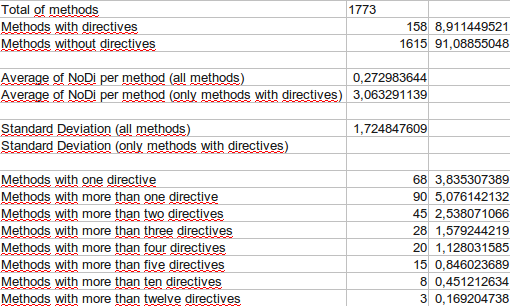 Total of methods 1773
Methods with directives 158 8,911449521
Methods without directives 1615 91,08855048
Average of NoDi per method (all methods) 0,272983644
Average of NoDi per method (only methods with directives) 3,063291139
Standard Deviation (all methods) 1,724847609
Standard Deviation (only methods with directives)
Methods with one directive 68 3,835307389
Methods with more than one directive 90 5,076142132
Methods with more than two directives 45 2,538071066
Methods with more than three directives 28 1,579244219
Methods with more than four directives 20 1,128031585
Methods with more than five directives 15 0,846023689
Methods with more than ten directives 8 0,451212634
Methods with more than twelve directives 3 0,169204738